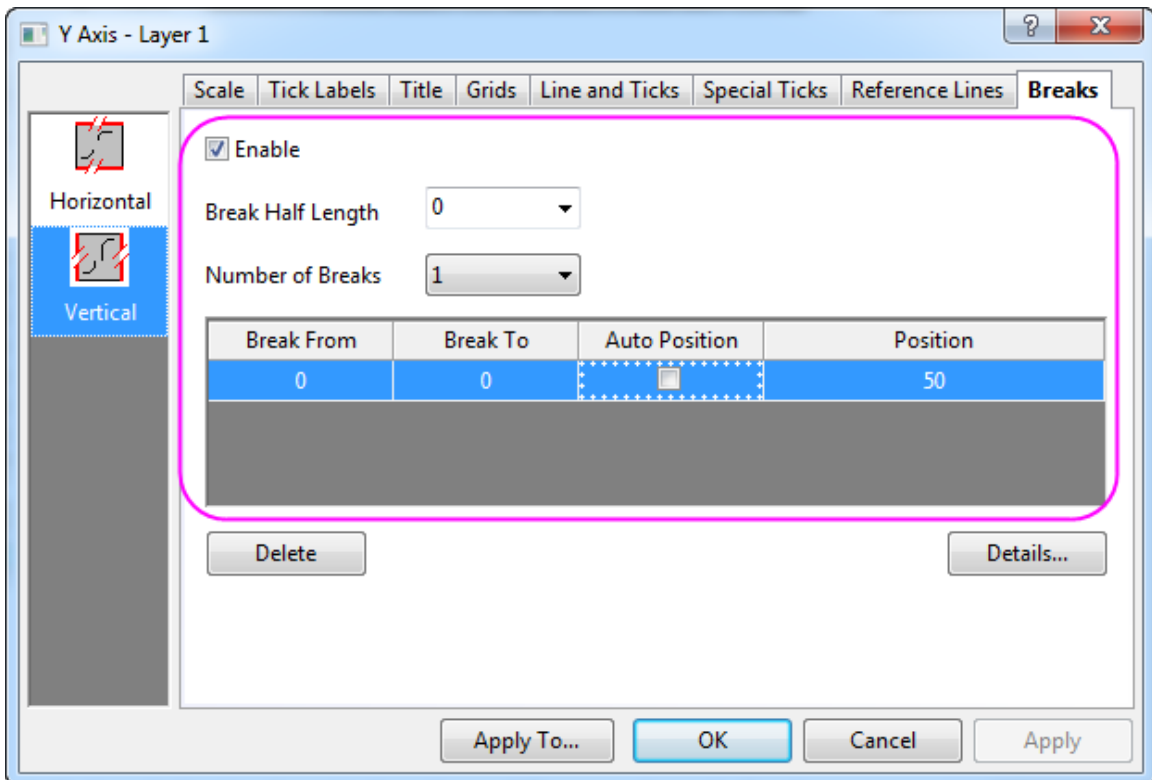 Y Axis - Layer 1
Scale Tick Labels Title Grids Line and Ticks Special Ticks Reference Lines Breaks
Horizontal
Vertical
Enable
Break Half Length 0
Number of Breaks 1
Break From Break To Auto Position Position
0 0 50
Delete Details...
Apply To... OK Cancel Apply